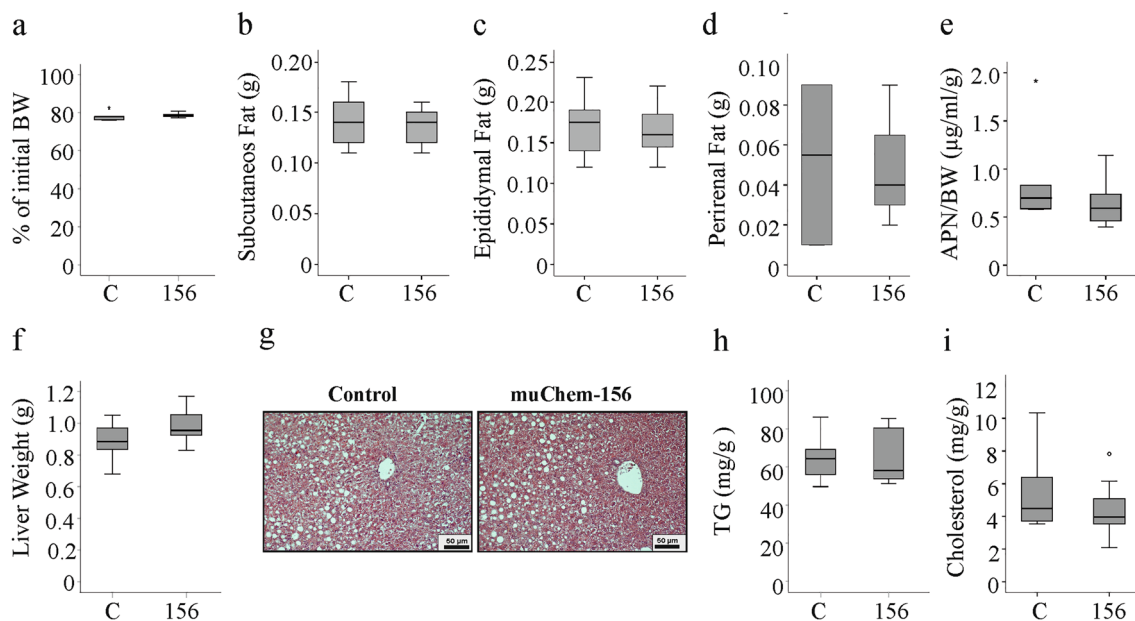 a
% of initial BW
100
80
60
40
20
0
C 156
b
Subcutaneos Fat (g)
0.20
0.15
0.10
0.05
0
C 156
c
Epididymal Fat (g)
0.25
0.20
0.15
0.10
0.05
0
C 156
d
Perirenal Fat (g)
0.10
0.08
0.06
0.04
0.02
0
C 156
e
APN/BW (µg/ml/g)
2.0
1.5
1.0
0.5
0
C 156
f
Liver Weight (g)
1.2
1.0
0.8
0.6
0.4
0.2
0
C 156
g
Control
muChem-156
50 µm
50 µm
h
TG (mg/g)
100
80
60
40
20
0
C 156
i
Cholesterol (mg/g)
12
10
8
6
4
2
0
C 156